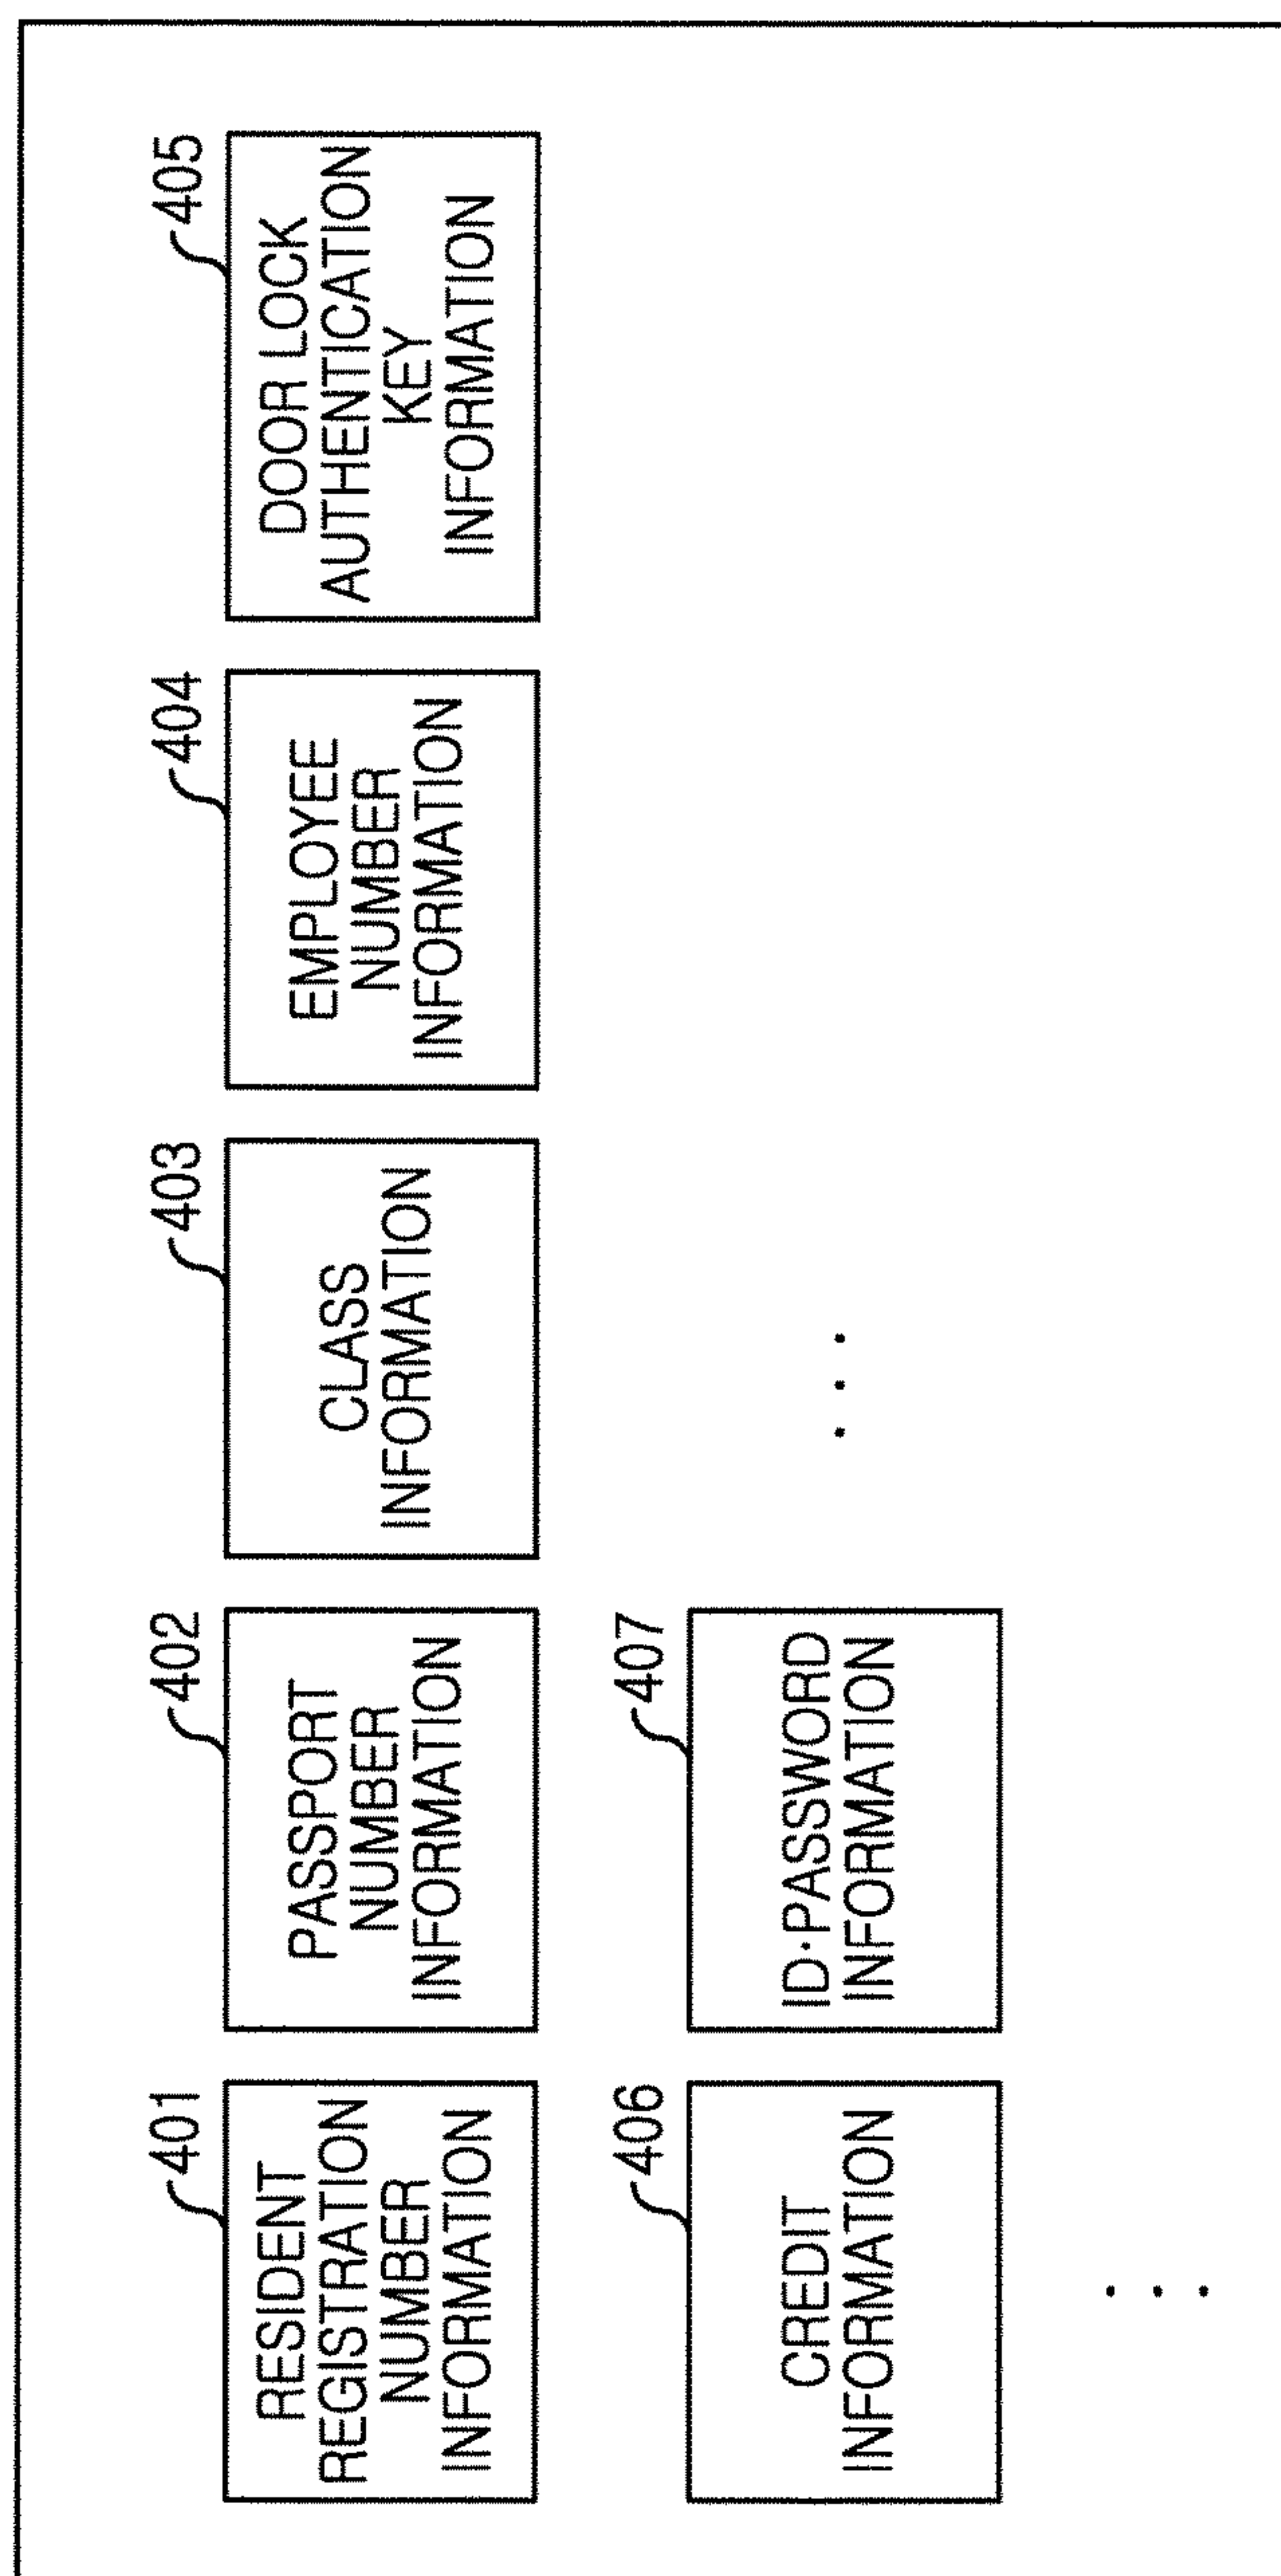 401
RESIDENT
REGISTRATION
NUMBER
INFORMATION
402
PASSPORT
NUMBER
INFORMATION
403
CLASS
INFORMATION
404
EMPLOYEE
NUMBER
INFORMATION
405
DOOR LOCK
AUTHENTICATION
KEY
INFORMATION
406
CREDIT
INFORMATION
407
ID·PASSWORD
INFORMATION
. . .
. . .